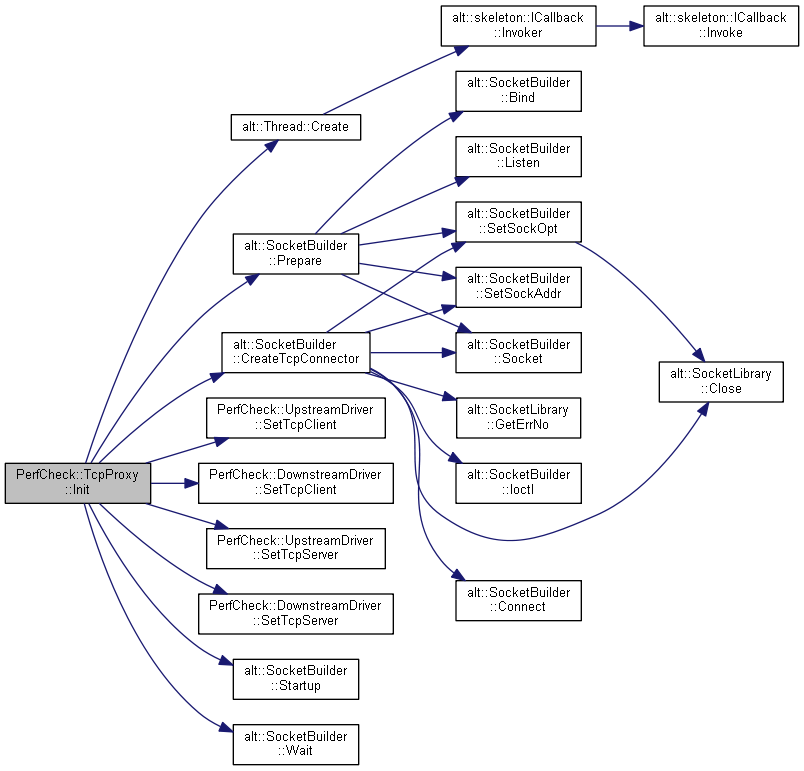 alt::skeleton::ICallback
::Invoker
alt::skeleton::ICallback
::Invoke
alt::SocketBuilder
::Bind
alt::Thread::Create
alt::SocketBuilder
::Listen
alt::SocketBuilder
::SetSockOpt
alt::SocketBuilder
::Prepare
alt::SocketBuilder
::SetSockAddr
alt::SocketBuilder
::CreateTcpConnector
alt::SocketBuilder
::Socket
alt::SocketLibrary
::Close
PerfCheck::UpstreamDriver
::SetTcpClient
alt::SocketLibrary
::GetErrNo
PerfCheck::TcpProxy
::Init
PerfCheck::DownstreamDriver
::SetTcpClient
alt::SocketBuilder
::Ioctl
PerfCheck::UpstreamDriver
::SetTcpServer
alt::SocketBuilder
::Connect
PerfCheck::DownstreamDriver
::SetTcpServer
alt::SocketBuilder
::Startup
alt::SocketBuilder
::Wait